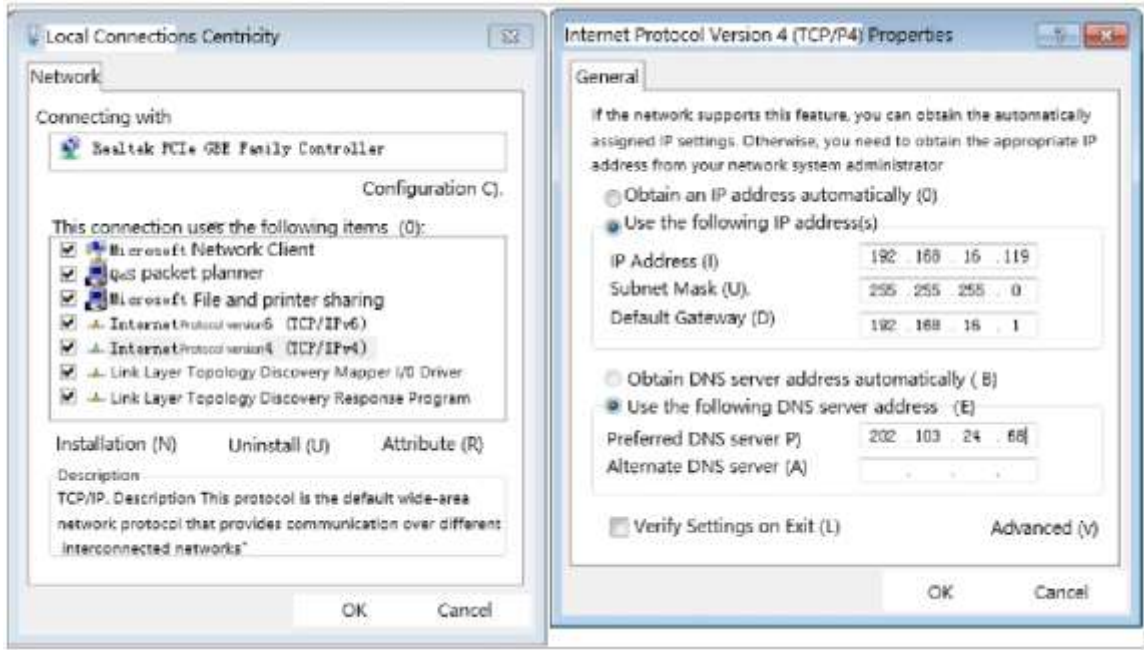 Local Connections Centricity
Network
Connecting with
Realtek PCIe GBE Family Controller
Configuration C).
This connection uses the following items (0):
Microsoft Network Client
QoS packet planner
Microsoft File and printer sharing
Internet Protocol version6 (TCP/IPv6)
Internet Protocol version4 (TCP/IPv4)
Link Layer Topology Discovery Mapper I/O Driver
Link Layer Topology Discovery Response Program
Installation (N) Uninstall (U) Attribute (R)
Description
TCP/IP. Description This protocol is the default wide-area
network protocol that provides communication over different
interconnected networks"
OK Cancel
Internet Protocol Version 4 (TCP/P4) Properties
General
if the network supports this feature, you can obtain the automatically
assigned IP settings. Otherwise, you need to obtain the appropriate IP
address from your network system administrator
Obtain an IP address automatically (0)
Use the following IP address(s)
IP Address (I) 192 . 168 . 16 . 119
Subnet Mask (U). 255 . 255 . 255 . 0
Default Gateway (D) 192 . 168 . 16 . 1
Obtain DNS server address automatically ( B)
Use the following DNS server address (E)
Preferred DNS server P) 202 . 103 . 24 . 68
Alternate DNS server (A) . . .
Verify Settings on Exit (L) Advanced (v)
OK Cancel